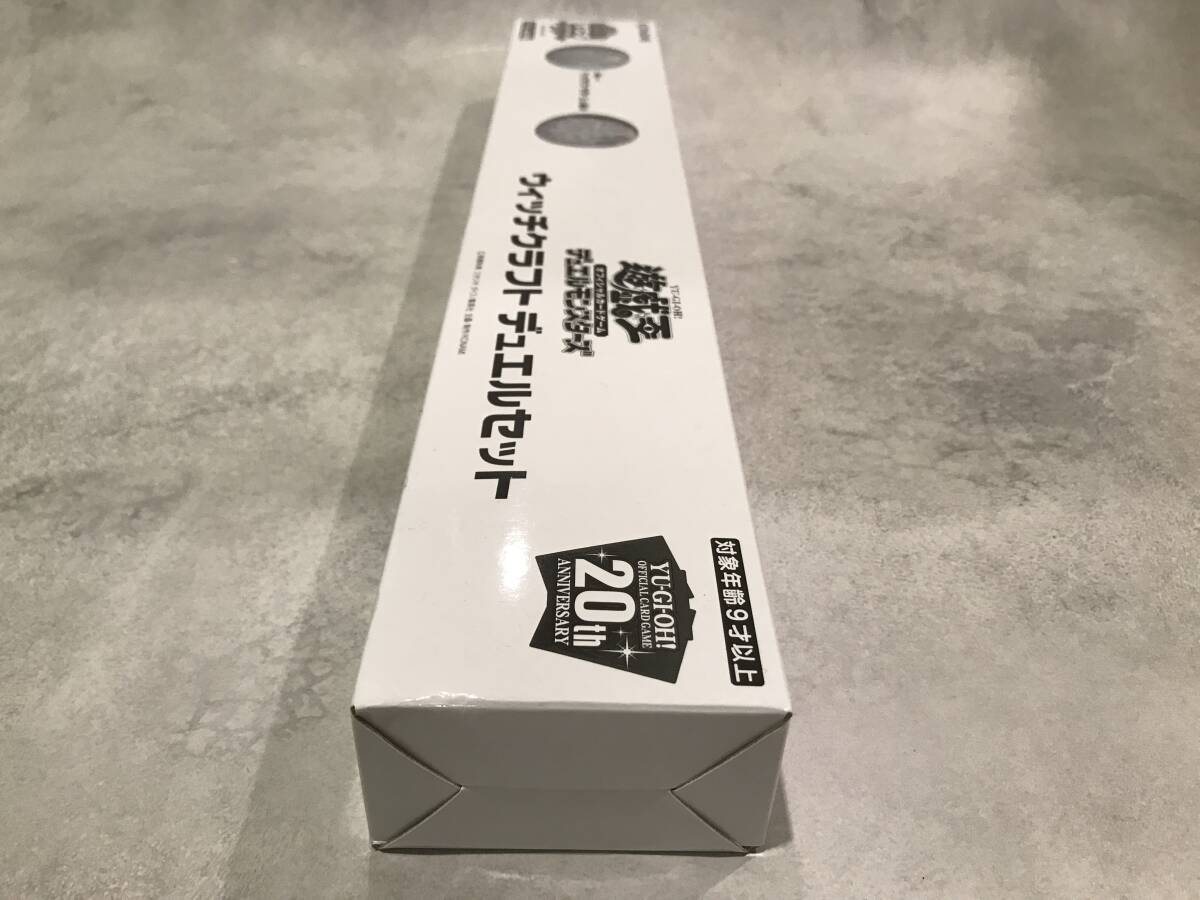 YU-GI-OH!
遊戯王
オフィシャルカードゲーム
デュエルモンスターズ
ウィッチクラフト デュエルセット
対象年齢9才以上
YU-GI-OH!
OFFICIAL CARD GAME
20th
ANNIVERSARY